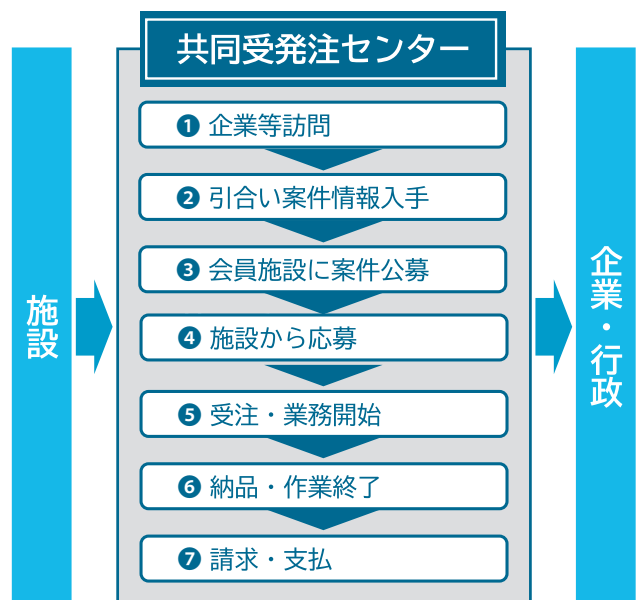 共同受発注センター
❶ 企業等訪問
❷ 引合い案件情報入手
❸ 会員施設に案件公募
❹ 施設から応募
❺ 受注・業務開始
❻ 納品・作業終了
❼ 請求・支払
施設
企業・行政